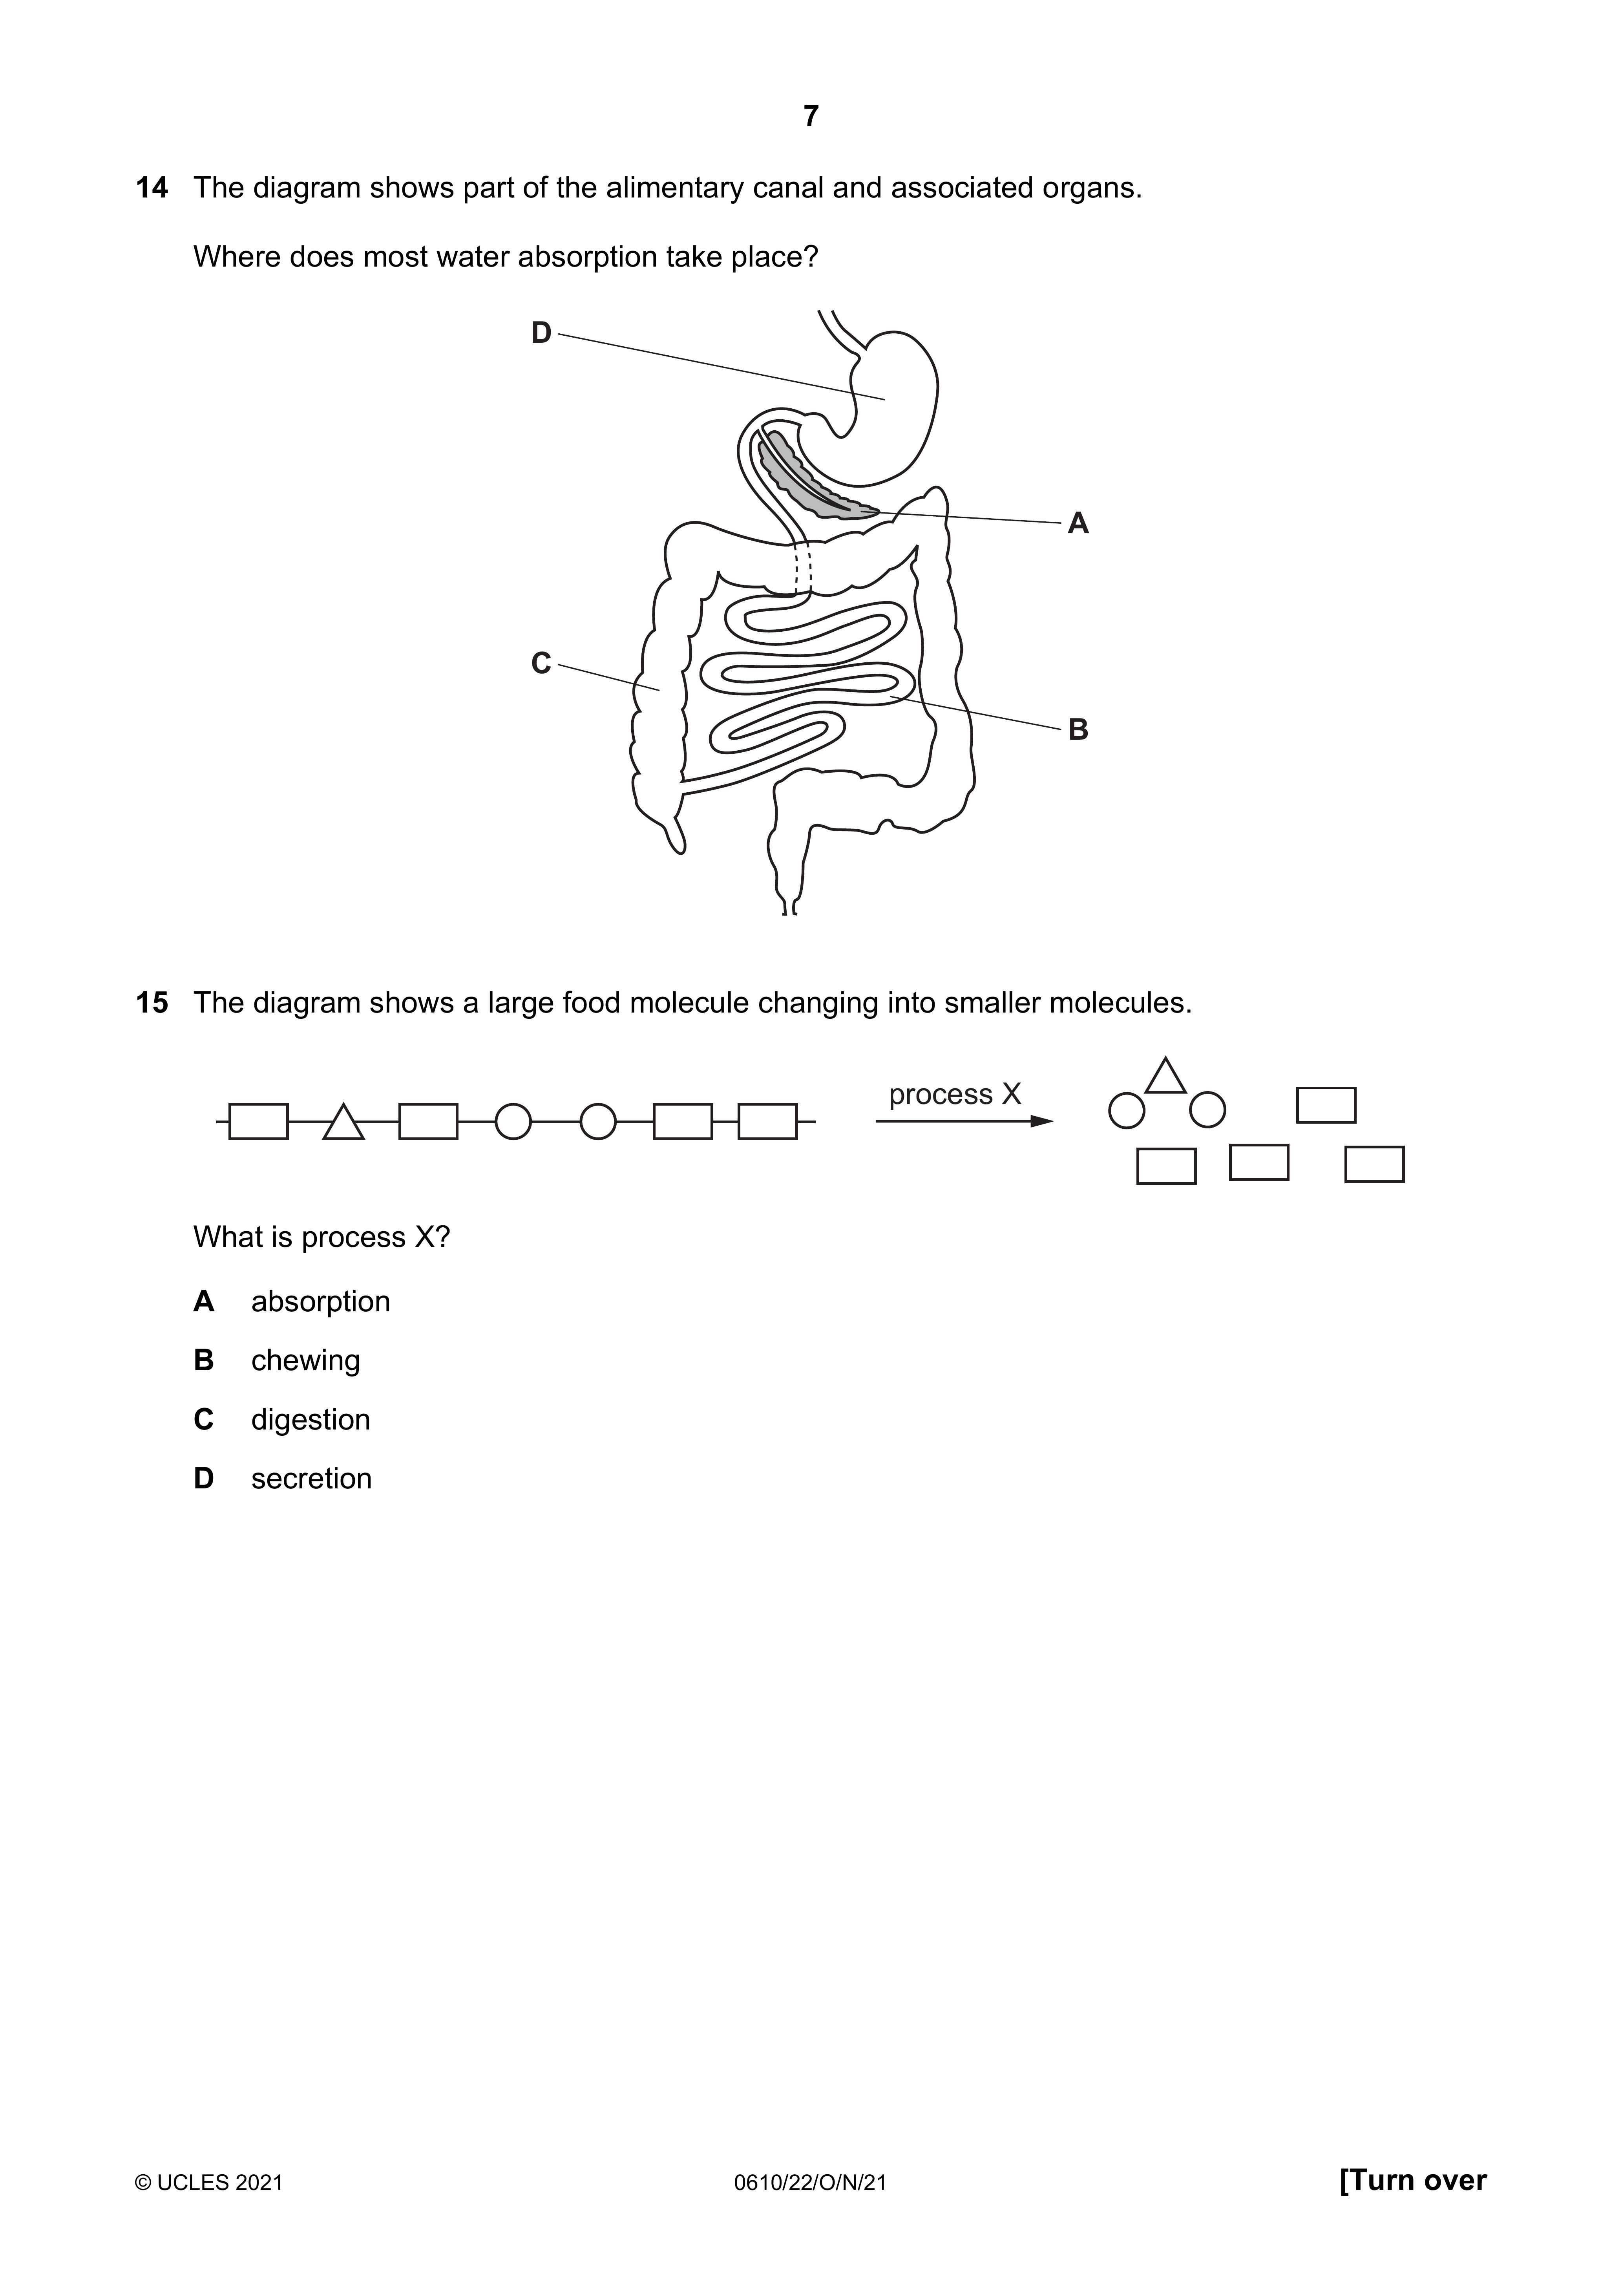 7
14 The diagram shows part of the alimentary canal and associated organs.
Where does most water absorption take place?
D
A
C
B
15 The diagram shows a large food molecule changing into smaller molecules.
process X
What is process X?
A absorption
B chewing
C digestion
D secretion
© UCLES 2021 0610/22/O/N/21 [Turn over